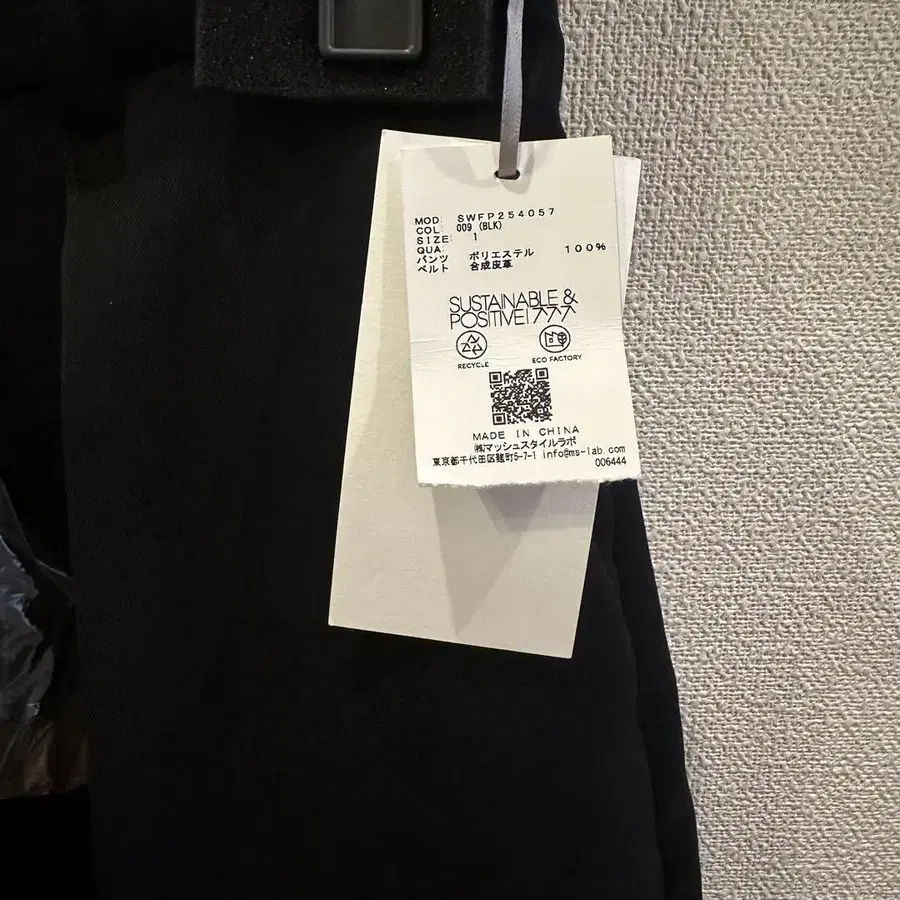 MOD: SWFP254057
COL: 009 (BLK)
SIZE: 1
QUA:
パンツ ポリエステル 100%
ベルト 合成皮革
SUSTAINABLE &
POSITIVE!
RECYCLE ECO FACTORY
MADE IN CHINA
㈱マッシュスタイルラボ
東京都千代田区麹町5-7-1 info@ms-lab.com
006444